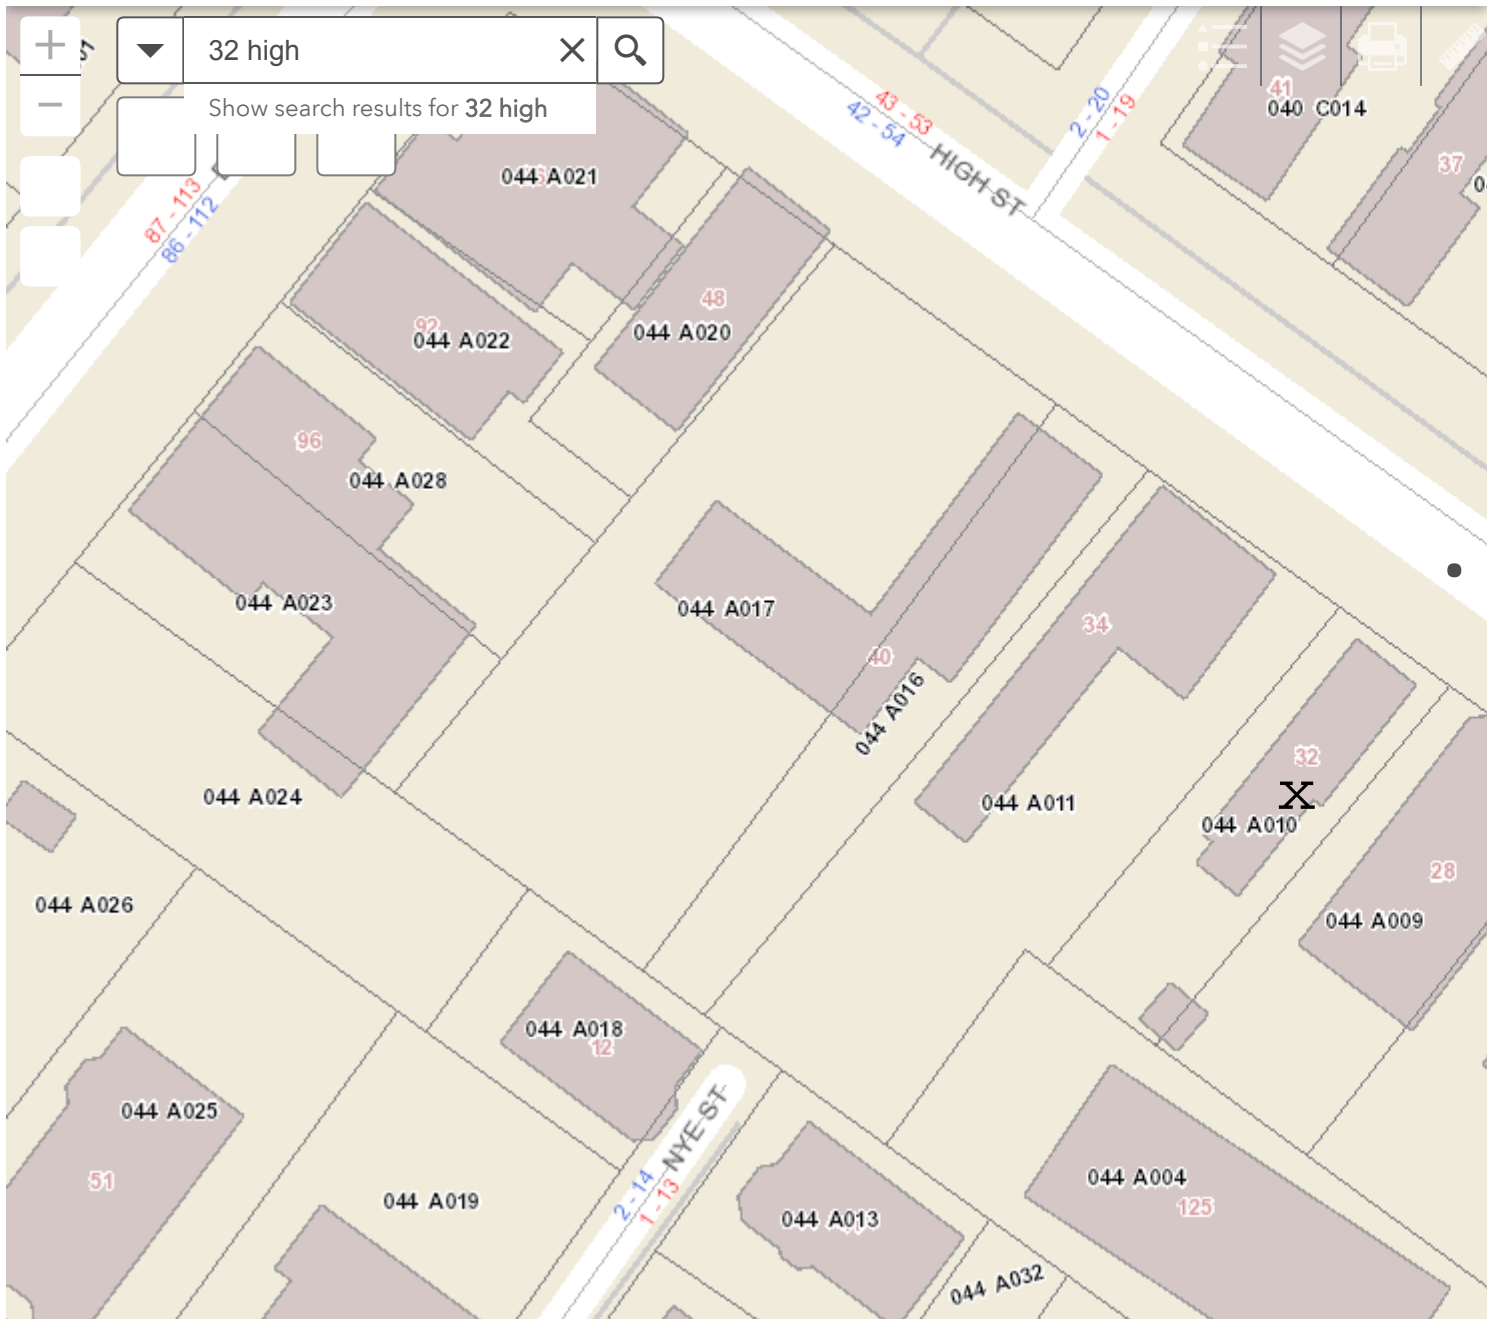 32 high
Show search results for 32 high
43 - 53
42 - 54
HIGH ST
2 - 20
1 - 19
41
040 C014
37
87 - 113
86 - 112
044 A021
48
044 A020
92
044 A022
96
044 A028
044 A023
044 A017
40
044 A016
34
044 A011
32
X
044 A010
28
044 A009
044 A024
044 A026
044 A018
12
044 A025
51
044 A019
NYE ST
2 - 14
1 - 13
044 A013
044 A004
125
044 A032